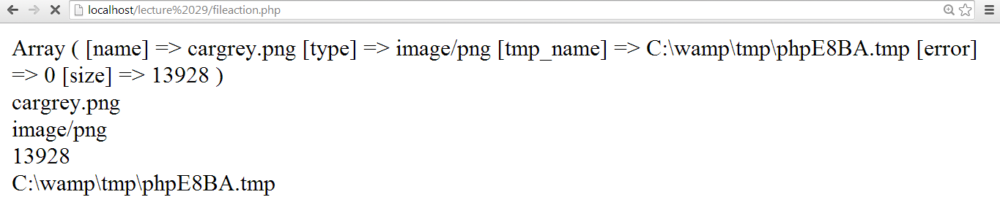 localhost/lecture%2029/fileaction.php
Array ( [name] => cargrey.png [type] => image/png [tmp_name] => C:\wamp\tmp\phpE8BA.tmp [error]
=> 0 [size] => 13928 )
cargrey.png
image/png
13928
C:\wamp\tmp\phpE8BA.tmp